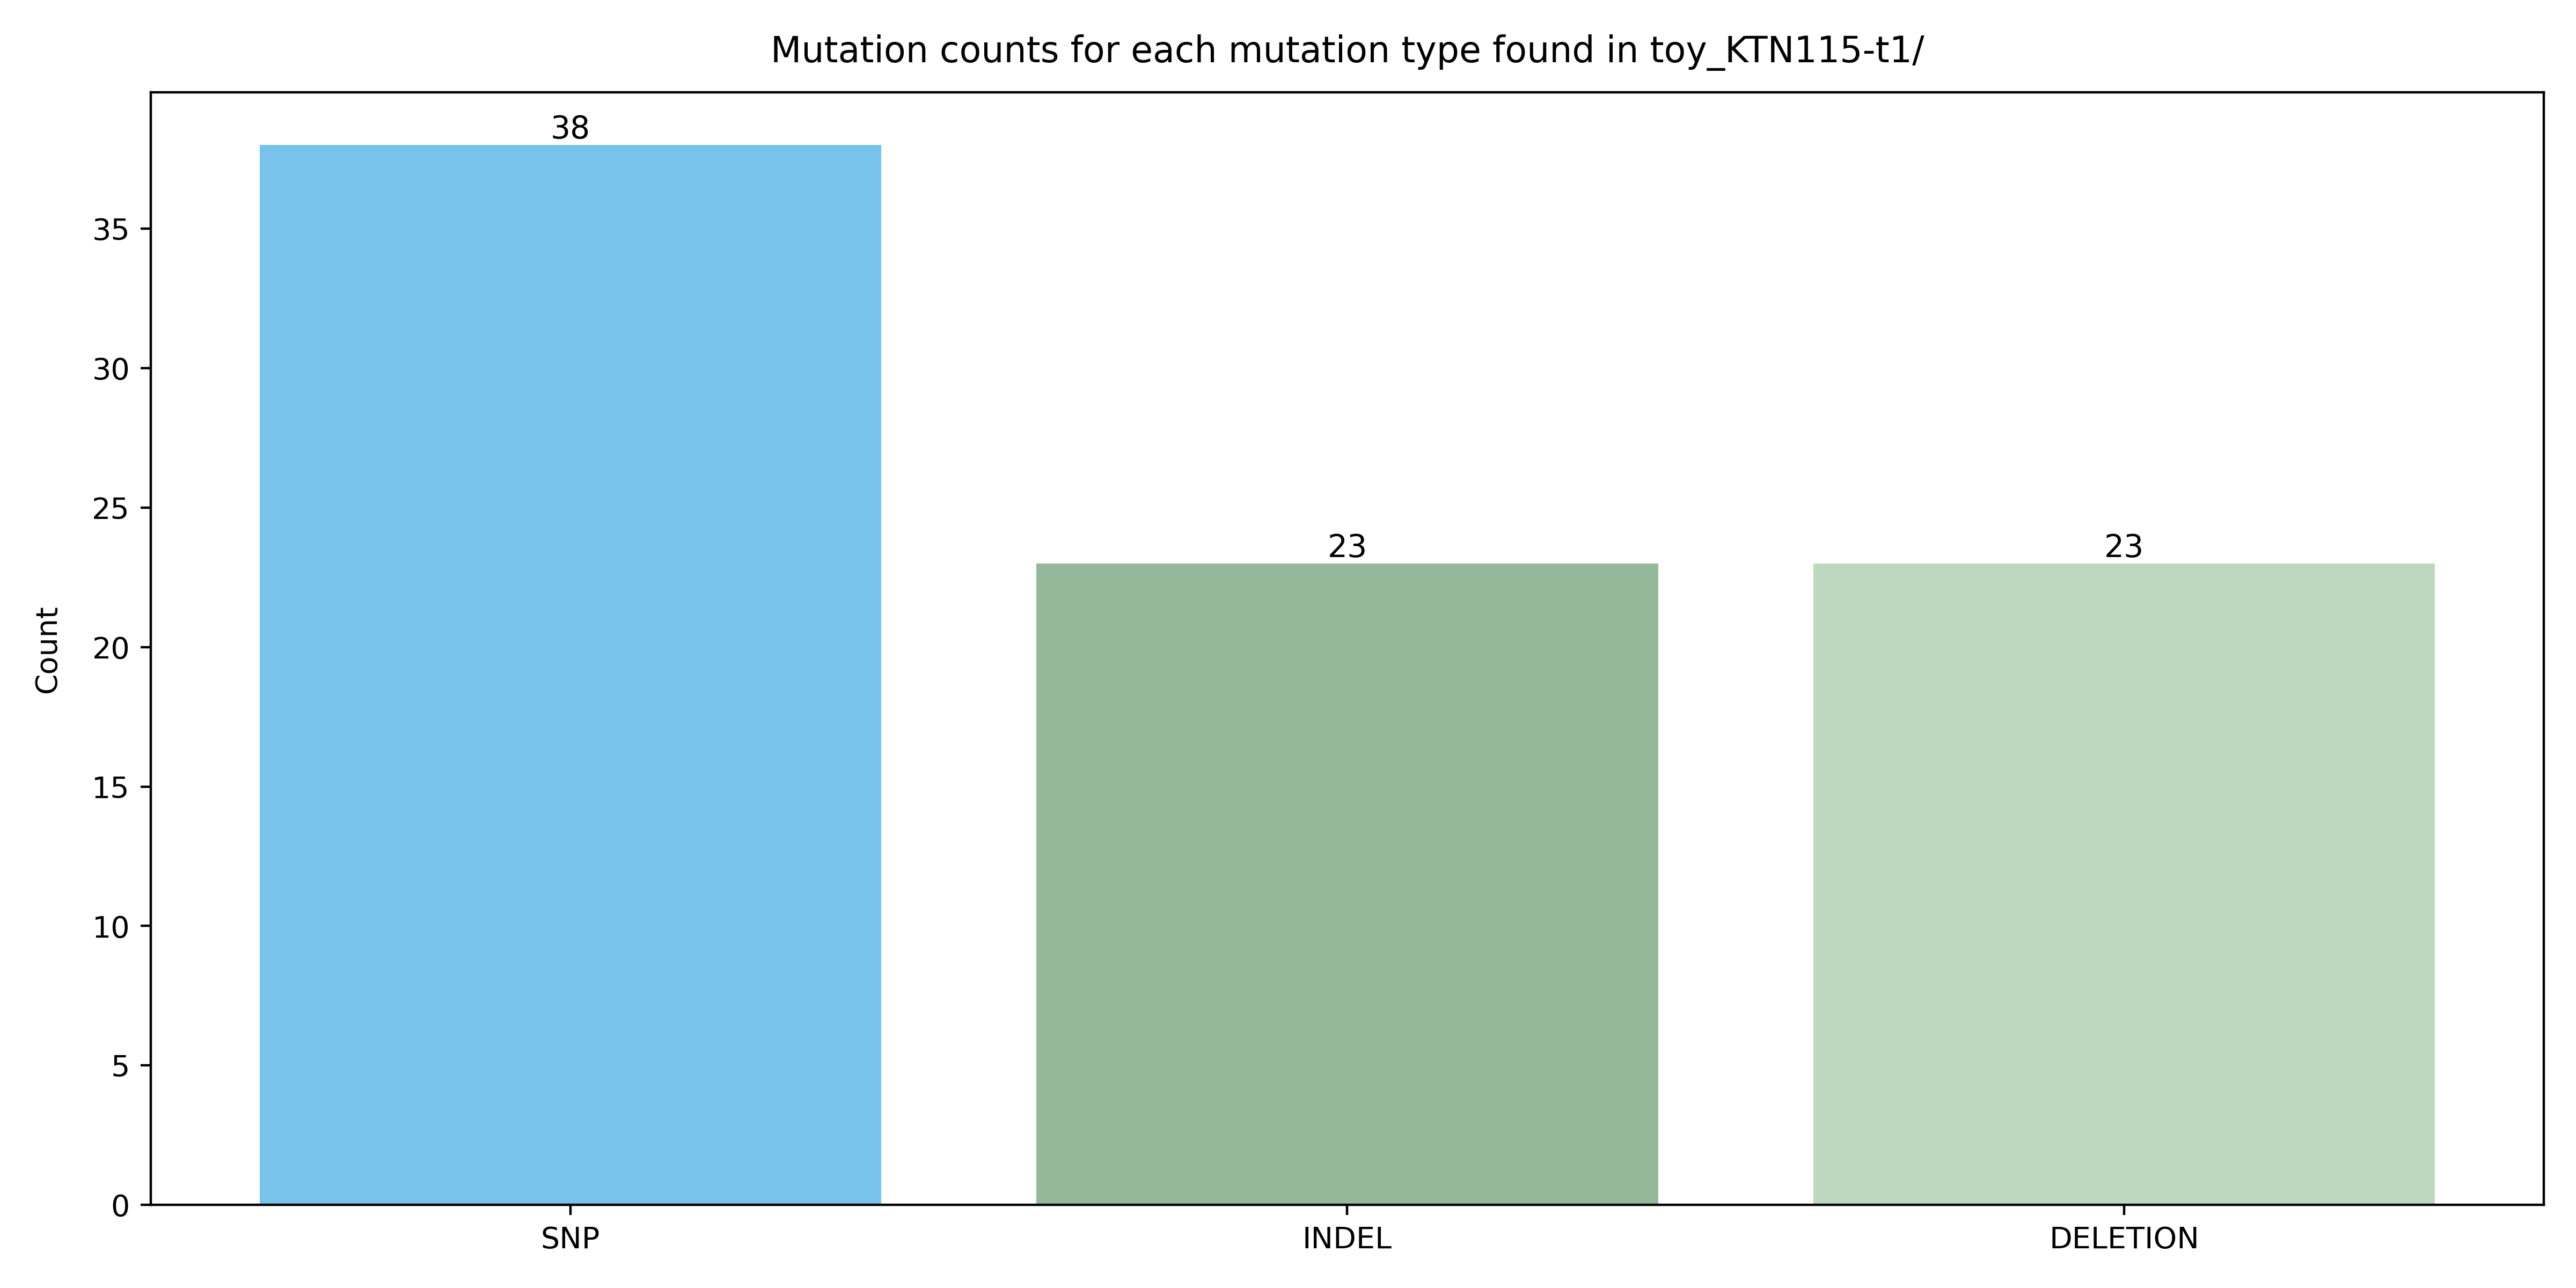 Mutation counts for each mutation type found in toy_KTN115-t1/
38
35
30
25
23
23
20
Count
15
10
5
0
SNP
INDEL
DELETION